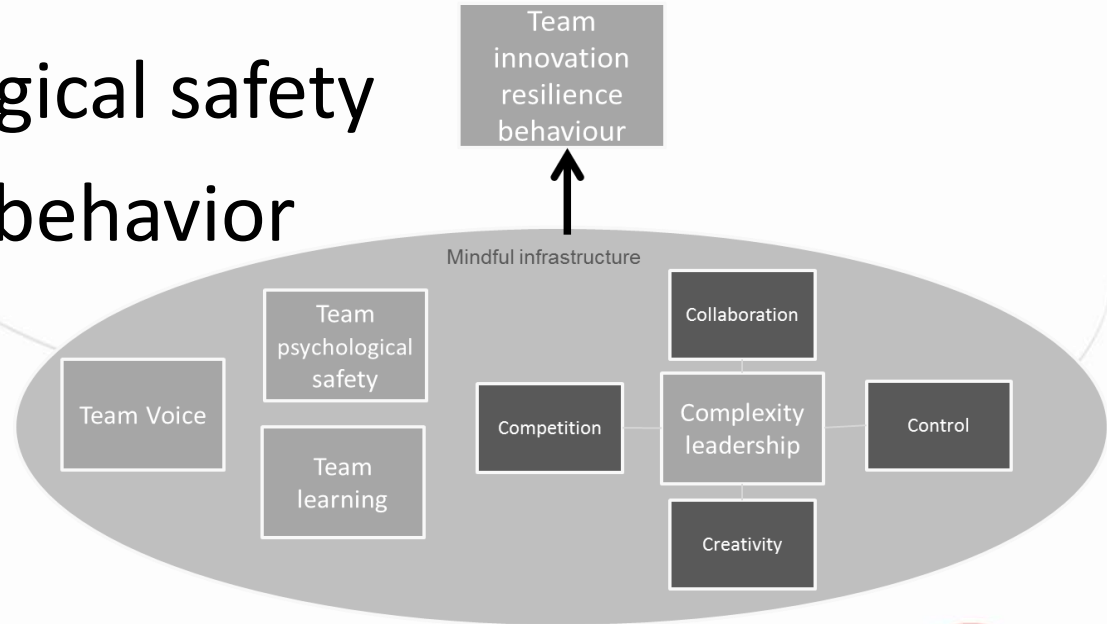 Team
innovation
resilience
behaviour
gical safety
behavior
Mindful infrastructure
Team
psychological
safety
Team Voice
Team
learning
Collaboration
Competition
Complexity
leadership
Control
Creativity